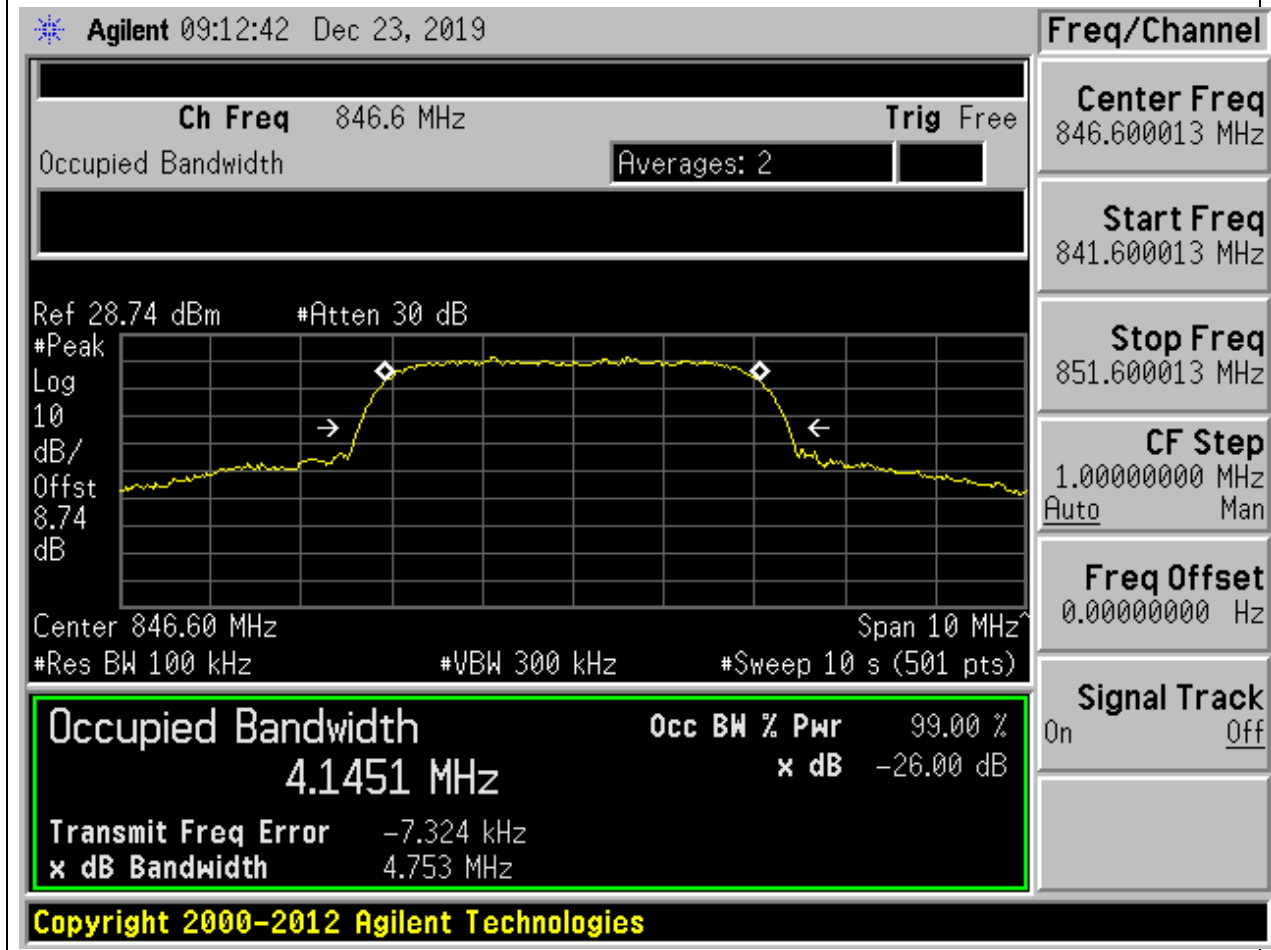 Agilent 09:12:42 Dec 23, 2019
Freq/Channel
Ch Freq 846.6 MHz Trig Free
Occupied Bandwidth Averages: 2
Ref 28.74 dBm #Atten 30 dB
#Peak
Log
10
dB/
Offst
8.74
dB
Center 846.60 MHz Span 10 MHz^
#Res BW 100 kHz #VBW 300 kHz #Sweep 10 s (501 pts)
Occupied Bandwidth Occ BW % Pwr 99.00 %
4.1451 MHz x dB -26.00 dB
Transmit Freq Error -7.324 kHz
x dB Bandwidth 4.753 MHz
Center Freq
846.600013 MHz
Start Freq
841.600013 MHz
Stop Freq
851.600013 MHz
CF Step
1.00000000 MHz
Auto Man
Freq Offset
0.00000000 Hz
Signal Track
On Off
Copyright 2000-2012 Agilent Technologies